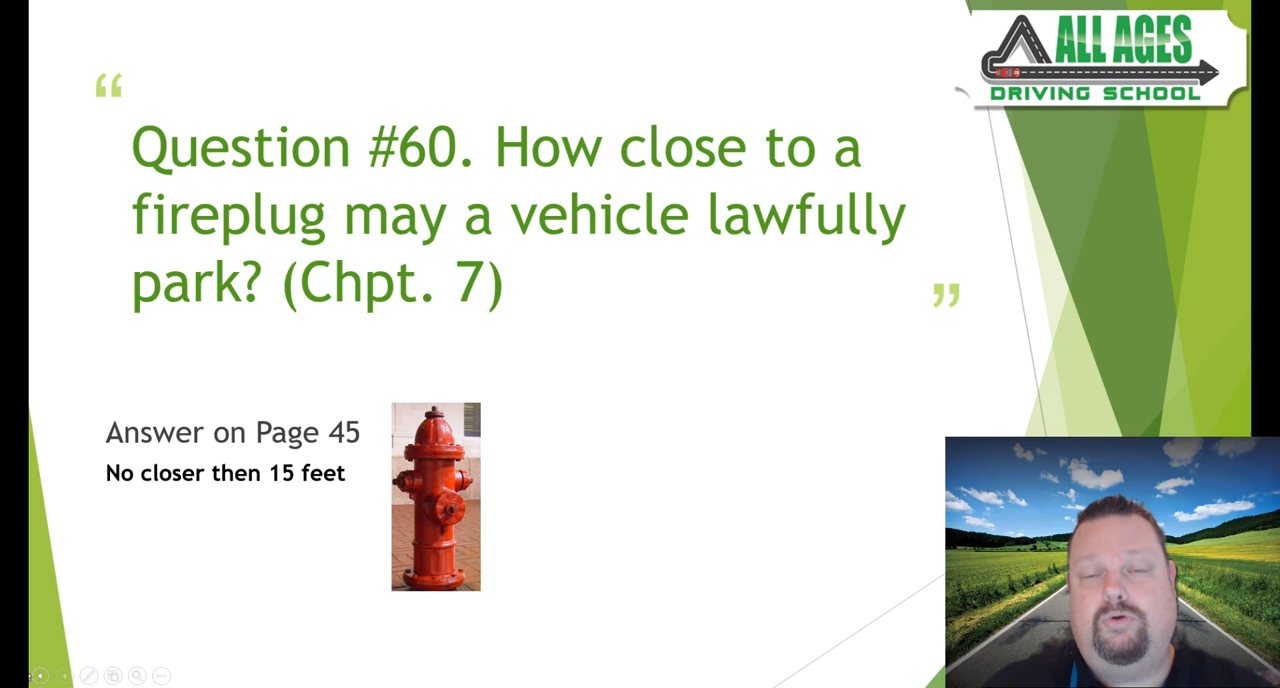 ALL AGES
DRIVING SCHOOL
“
Question #60. How close to a
fireplug may a vehicle lawfully
park? (Chpt. 7)
”
Answer on Page 45
No closer then 15 feet